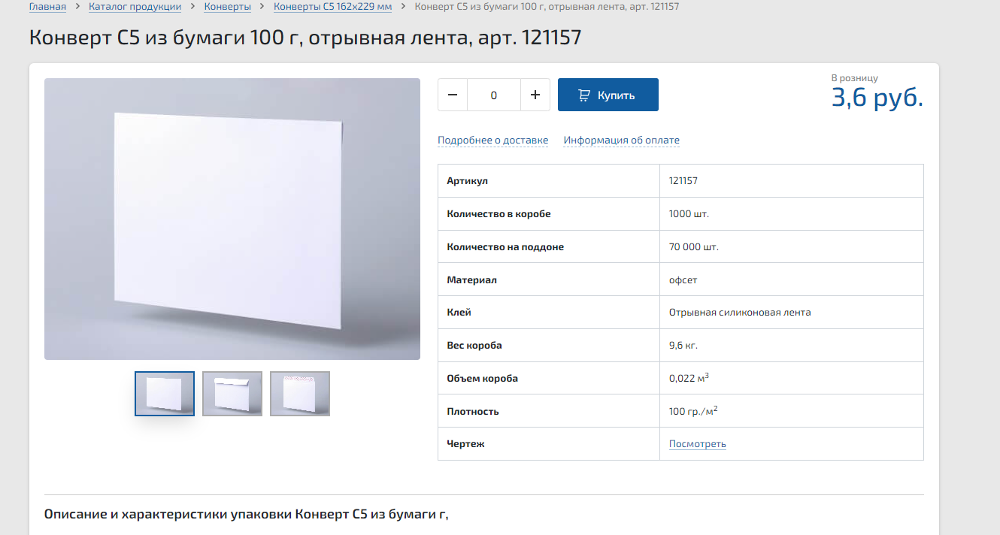 Главная > Каталог продукции > Конверты > Конверты С5 162х229 мм > Конверт С5 из бумаги 100 г, отрывная лента, арт. 121157
Конверт С5 из бумаги 100 г, отрывная лента, арт. 121157
− 0 + Купить
В розницу
3,6 руб.
Подробнее о доставке Информация об оплате
Артикул 121157
Количество в коробе 1000 шт.
Количество на поддоне 70 000 шт.
Материал офсет
Клей Отрывная силиконовая лента
Вес короба 9,6 кг.
Объем короба 0,022 м³
Плотность 100 гр./м²
Чертеж Посмотреть
Описание и характеристики упаковки Конверт С5 из бумаги г,